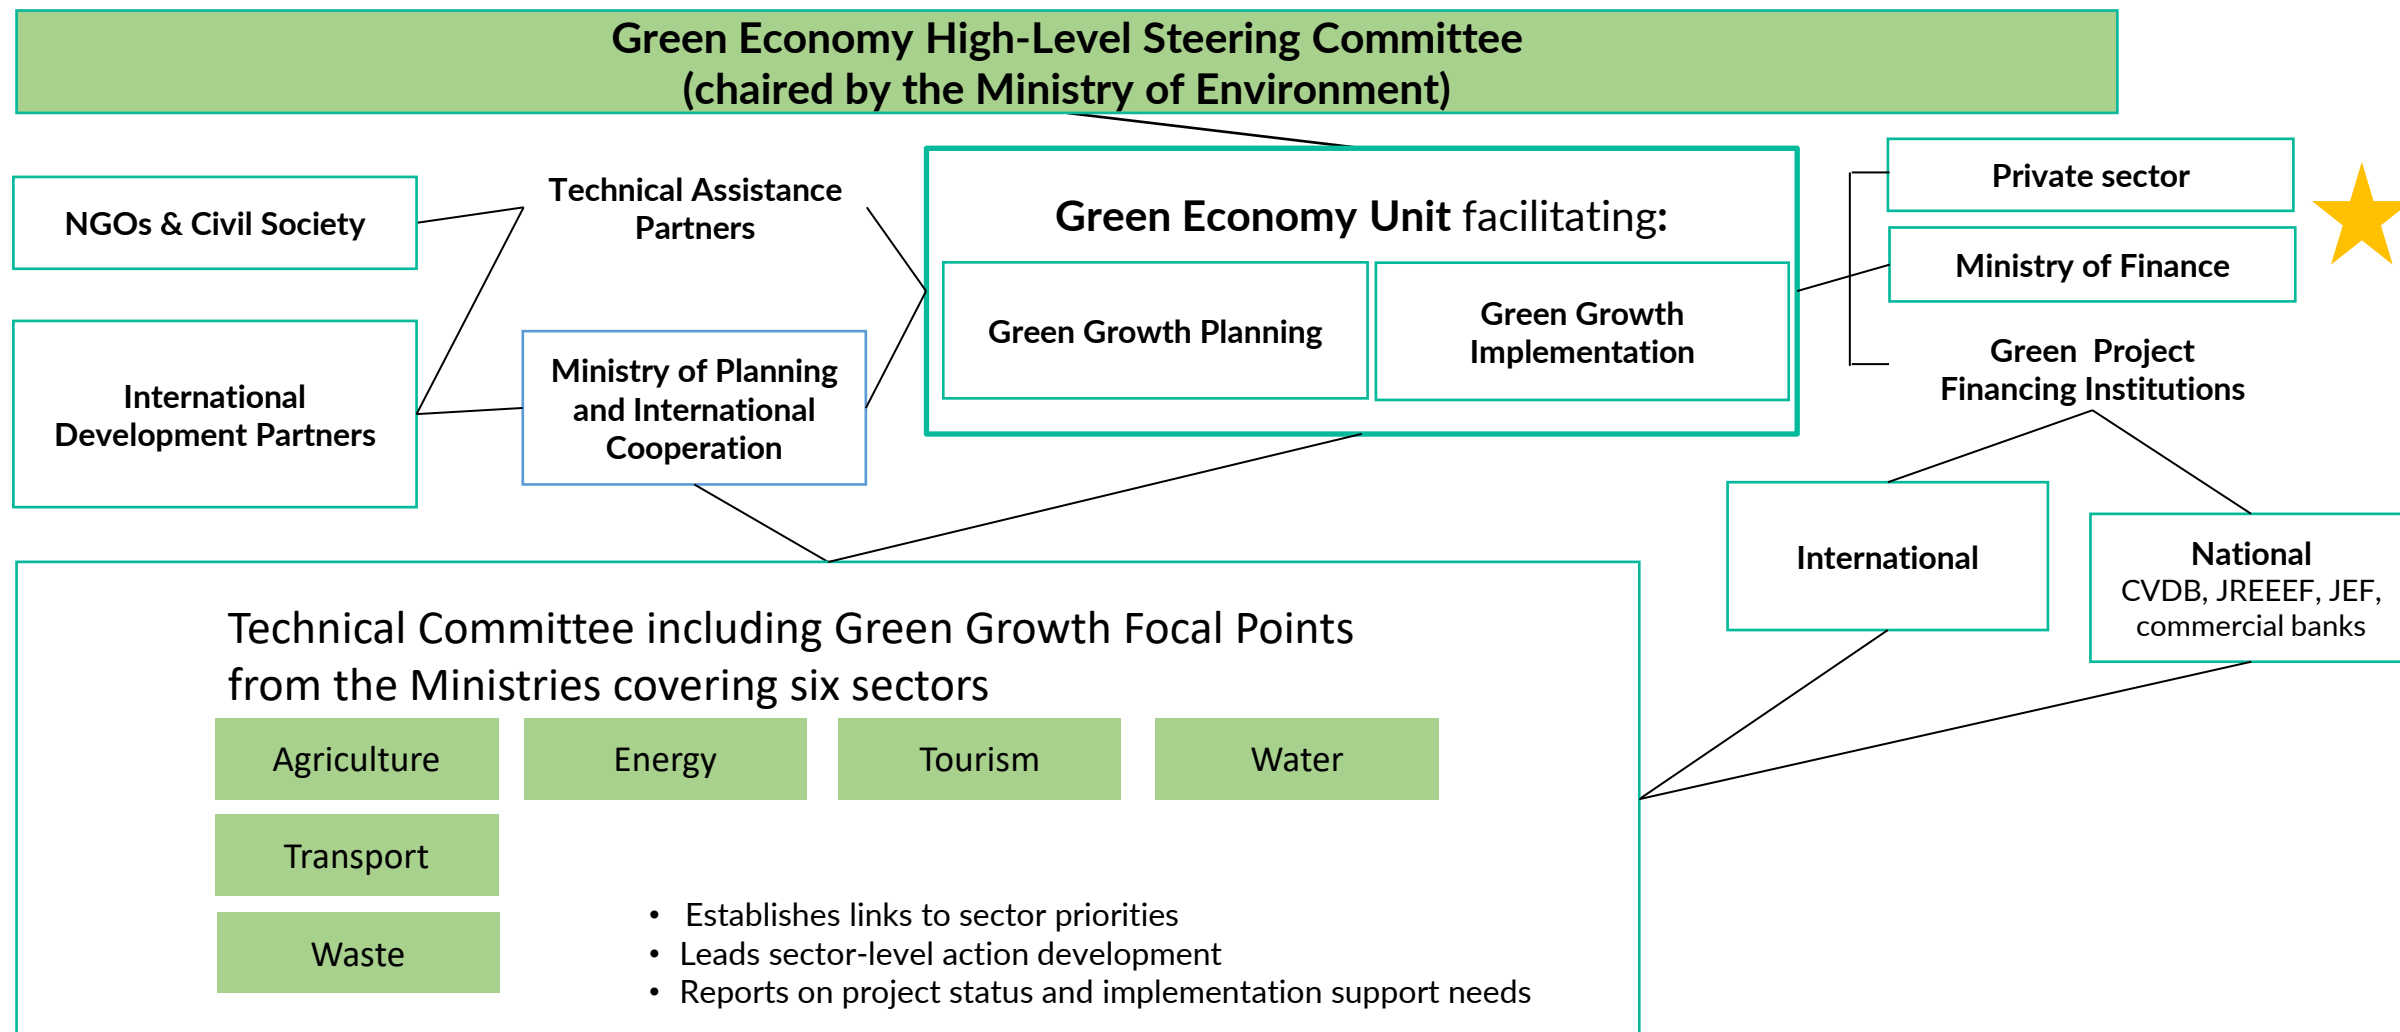 Green Economy High-Level Steering Committee
(chaired by the Ministry of Environment)
NGOs & Civil Society
International
Development Partners
Technical Assistance
Partners
Ministry of Planning
and International
Cooperation
Green Economy Unit facilitating:
Green Growth Planning
Green Growth
Implementation
Private sector
Ministry of Finance
Green Project
Financing Institutions
International
National
CVDB, JREEEF, JEF,
commercial banks
Technical Committee including Green Growth Focal Points
from the Ministries covering six sectors
Agriculture
Energy
Tourism
Water
Transport
Waste
• Establishes links to sector priorities
• Leads sector-level action development
• Reports on project status and implementation support needs